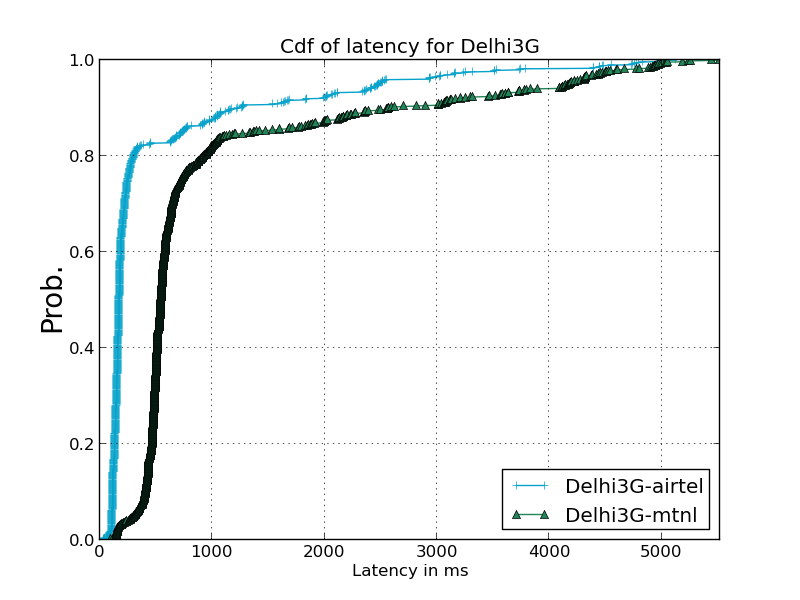 Cdf of latency for Delhi3G
1.0
0.8
0.6
0.4
0.2
0.0
Prob.
0 1000 2000 3000 4000 5000
Latency in ms
Delhi3G-airtel
Delhi3G-mtnl